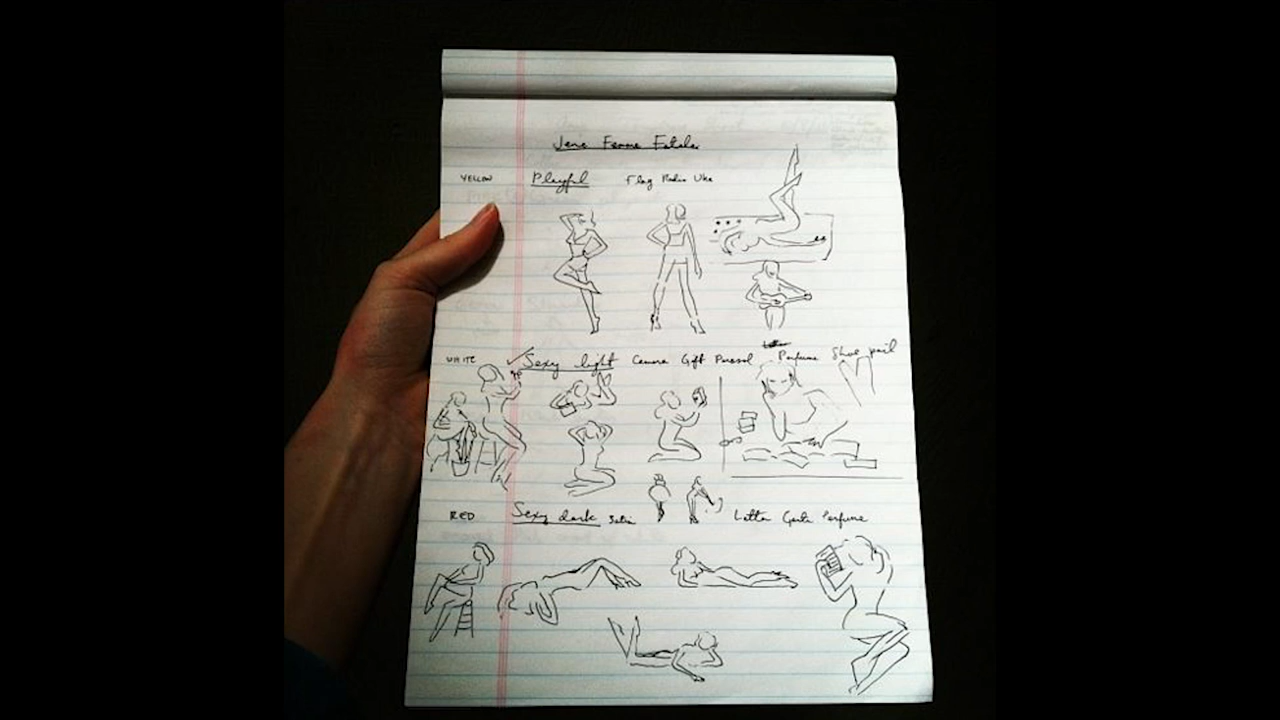 Femme Fatale
YELLOW Playful Flag Radio Uke
WHITE Sexy light Camera Gift Parasol Perfume Shoe pail
RED Sexy dark Satin Letter Garter Perfume